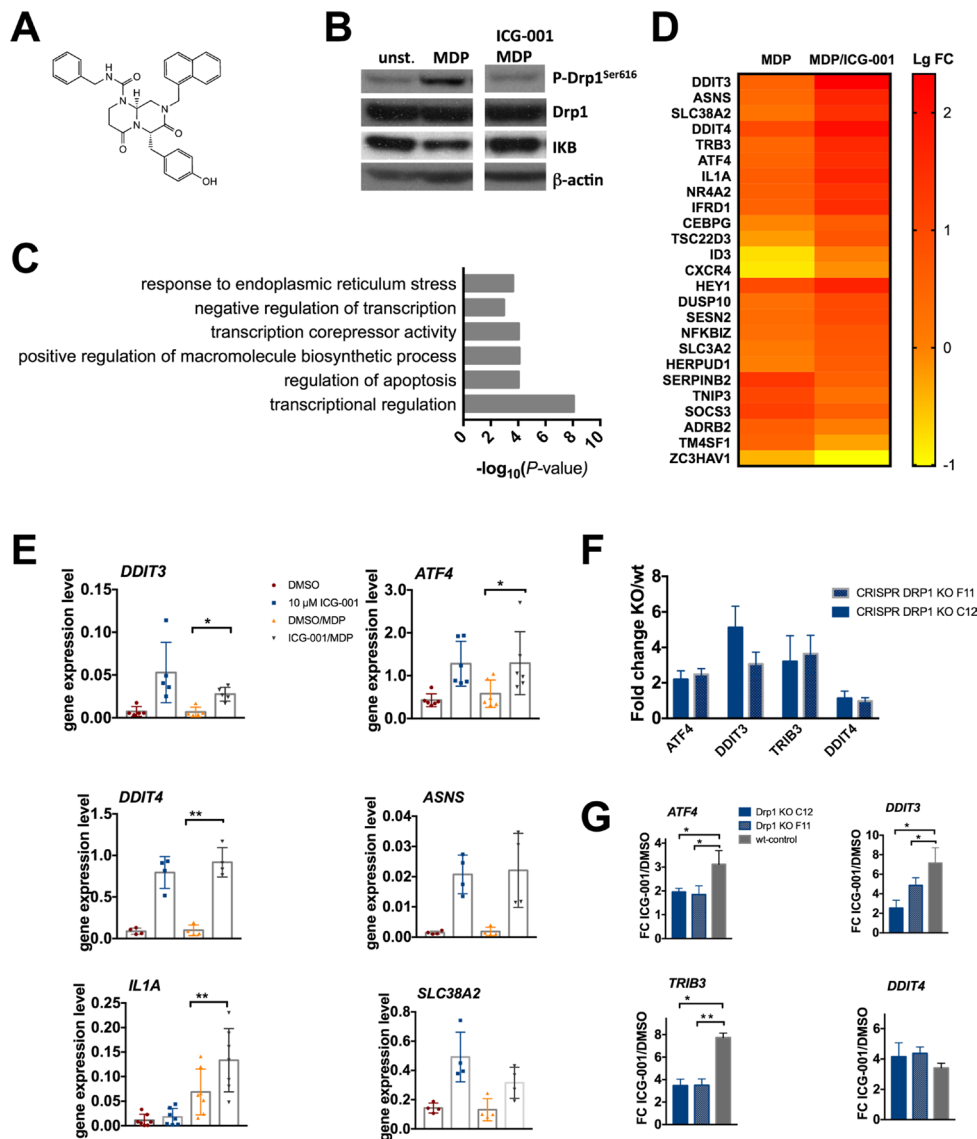 A
HN
O
N
H
N
N
O
O
OH
B
unst.
MDP
ICG-001
MDP
P-Drp1Ser616
Drp1
IKB
β-actin
C
response to endoplasmic reticulum stress
negative regulation of transcription
transcription corepressor activity
positive regulation of macromolecule biosynthetic process
regulation of apoptosis
transcriptional regulation
0 2 4 6 8 10
-log10(P-value)
D
MDP MDP/ICG-001 Lg FC
DDIT3
ASNS
SLC38A2
DDIT4
TRB3
ATF4
IL1A
NR4A2
IFRD1
CEBPG
TSC22D3
ID3
CXCR4
HEY1
DUSP10
SESN2
NFKBIZ
SLC3A2
HERPUD1
SERPINB2
TNIP3
SOCS3
ADRB2
TM4SF1
ZC3HAV1
2
1
0
-1
E
DDIT3
gene expression level
0.15
0.10
0.05
0.00
*
DMSO
10 µM ICG-001
DMSO/MDP
ICG-001/MDP
ATF4
gene expression level
3.0
2.0
1.0
0.0
*
DDIT4
gene expression level
1.5
1.0
0.5
0.0
**
ASNS
gene expression level
0.04
0.03
0.02
0.01
0.00
IL1A
gene expression level
0.25
0.20
0.15
0.10
0.05
0.00
**
SLC38A2
gene expression level
0.8
0.6
0.4
0.2
0.0
F
Fold change KO/wt
8
6
4
2
0
CRISPR DRP1 KO F11
CRISPR DRP1 KO C12
ATF4
DDIT3
TRIB3
DDIT4
G
ATF4
FC ICG-001/DMSO
4
3
2
1
0
*
*
Drp1 KO C12
Drp1 KO F11
wt-control
DDIT3
FC ICG-001/DMSO
10
8
6
4
2
0
*
*
TRIB3
FC ICG-001/DMSO
10
8
6
4
2
0
*
**
DDIT4
FC ICG-001/DMSO
6
4
2
0